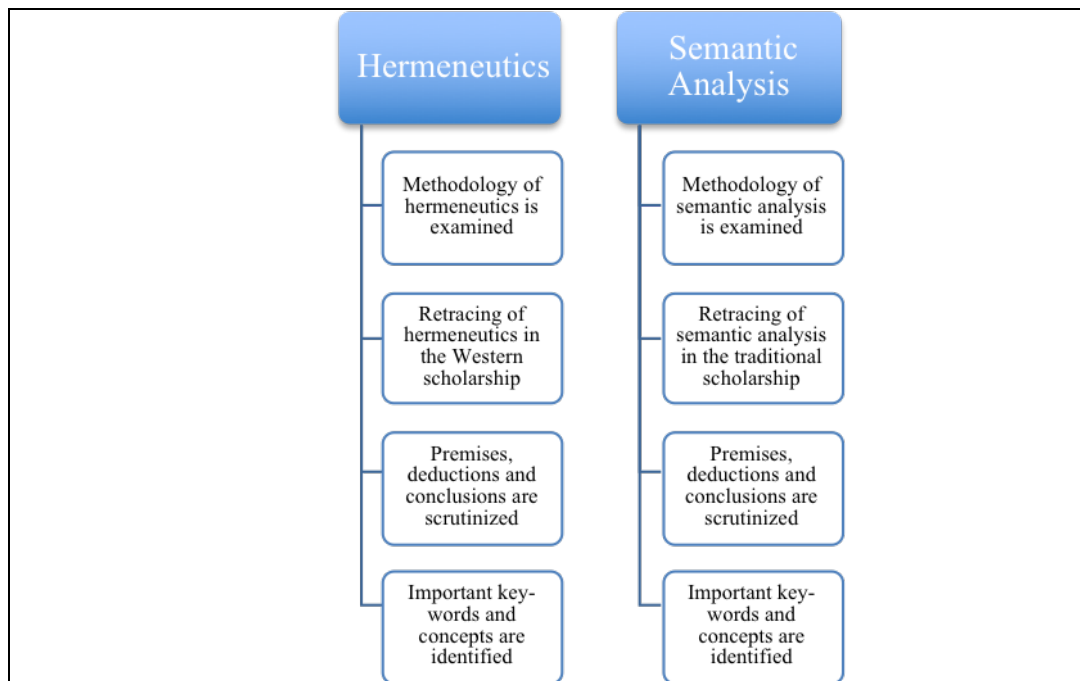 Hermeneutics
Methodology of
hermeneutics is
examined
Retracing of
hermeneutics in
the Western
scholarship
Premises,
deductions and
conclusions are
scrutinized
Important key-
words and
concepts are
identified
Semantic
Analysis
Methodology of
semantic analysis
is examined
Retracing of
semantic analysis
in the traditional
scholarship
Premises,
deductions and
conclusions are
scrutinized
Important key-
words and
concepts are
identified